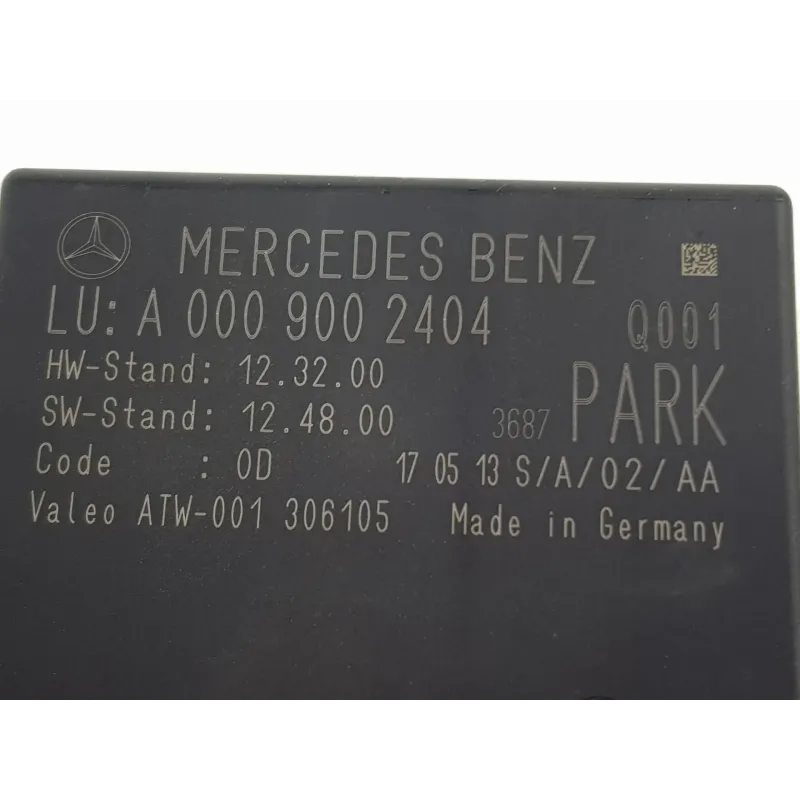 MERCEDES BENZ
LU: A 000 900 2404 Q001
HW-Stand: 12.32.00
SW-Stand: 12.48.00 3687 PARK
Code : 0D 17 05 13 S/A/02/AA
Valeo ATW-001 306105 Made in Germany